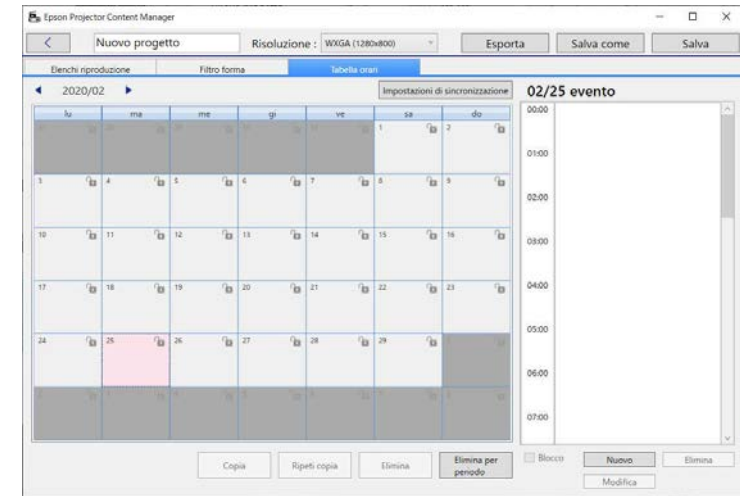 Epson Projector Content Manager
Nuovo progetto
Risoluzione : WXGA (1280x800)
Esporta
Salva come
Salva
Elenchi riproduzione
Filtro forma
Tabella orari
2020/02
Impostazioni di sincronizzazione
02/25 evento
lu ma me gi ve sa do
1 2
3 4 5 6 7 8 9
10 11 12 13 14 15 16
17 18 19 20 21 22 23
24 25 26 27 28 29
00:00
01:00
02:00
03:00
04:00
05:00
06:00
07:00
Copia
Ripeti copia
Elimina
Elimina per
periodo
Blocco
Nuovo
Elimina
Modifica